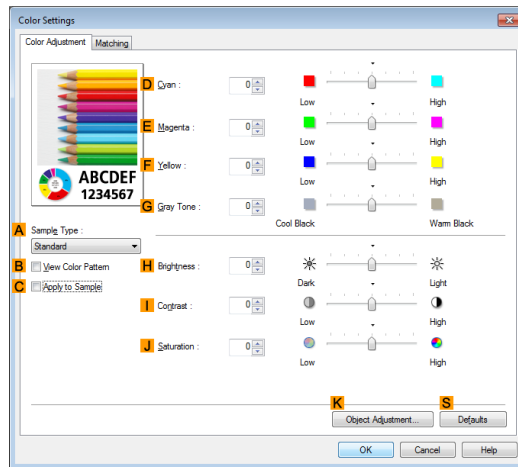 Color Settings
Color Adjustment Matching
ABCDEF
1234567
D Cyan : 0
Low High
E Magenta : 0
Low High
F Yellow : 0
Low High
G Gray Tone : 0
Cool Black Warm Black
A Sample Type :
Standard
B View Color Pattern
C Apply to Sample
H Brightness : 0
Dark Light
I Contrast : 0
Low High
J Saturation : 0
Low High
K S
Object Adjustment... Defaults
OK Cancel Help